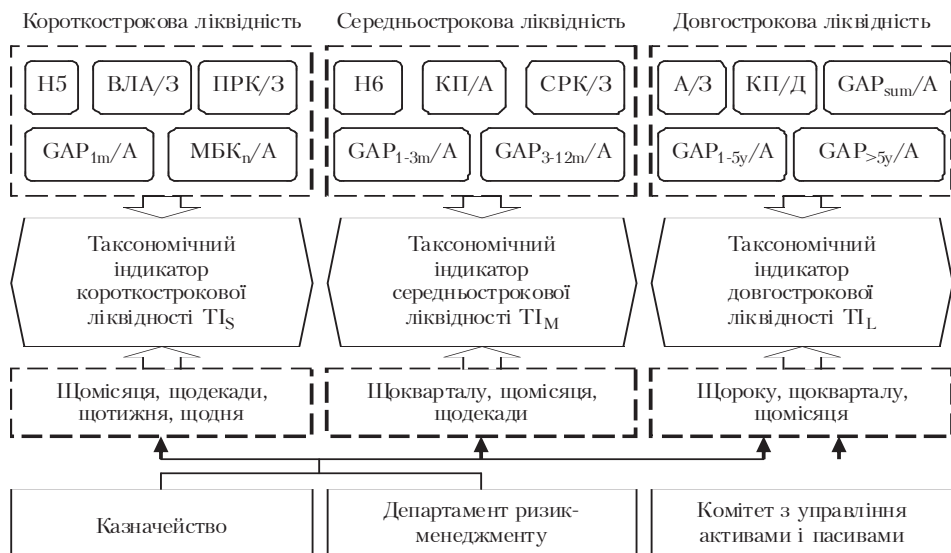 Короткострокова ліквідність
Середньострокова ліквідність
Довгострокова ліквідність
Н5
ВЛА/З
ПРК/З
GAP1m/А
МБКn/А
Н6
КП/А
СРК/З
GAP1-3m/А
GAP3-12m/А
А/З
КП/Д
GAPsum/А
GAP1-5y/А
GAP>5y/А
Таксономічний
індикатор
короткострокової
ліквідності TIS
Таксономічний
індикатор
середньострокової
ліквідності TIM
Таксономічний
індикатор
довгострокової
ліквідності TIL
Щомісяця, щодекади,
щотижня, щодня
Щокварталу, щомісяця,
щодекади
Щороку, щокварталу,
щомісяця
Казначейство
Департамент ризик-
менеджменту
Комітет з управління
активами і пасивами